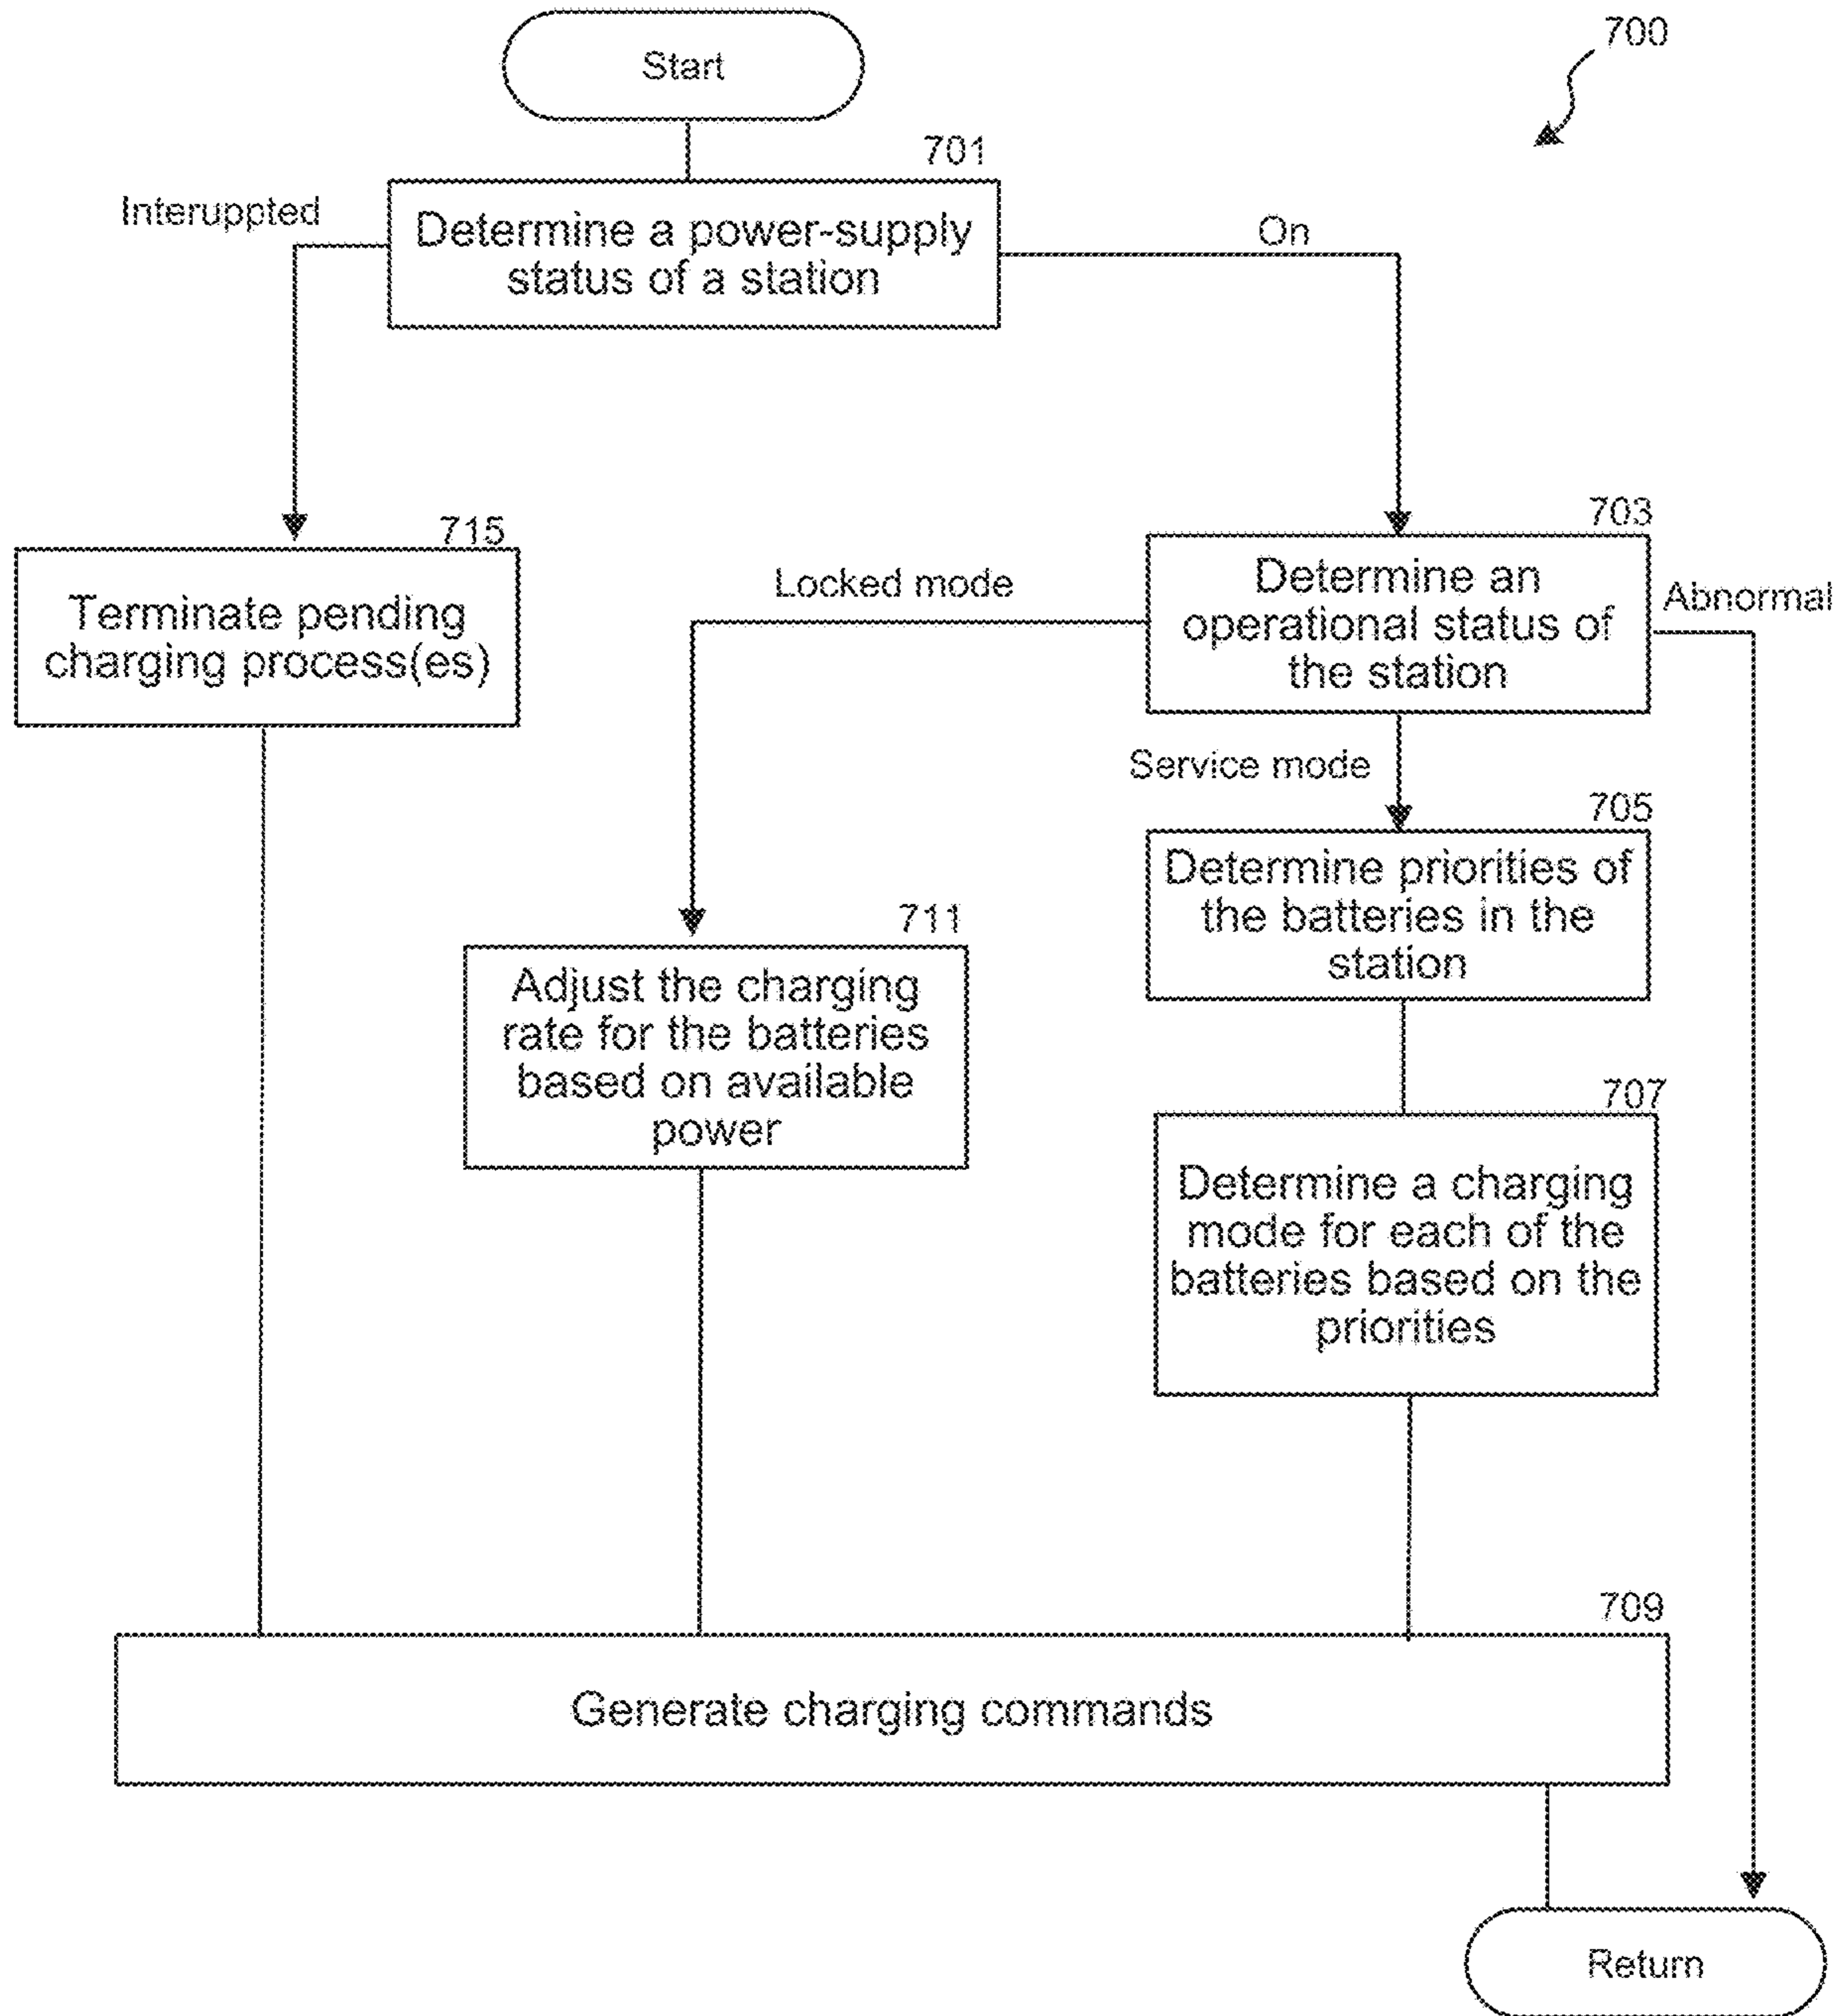 700
Start
701
Interuppted
Determine a power-supply
status of a station
On
715
703
Terminate pending
charging process(es)
Locked mode
Determine an
operational status of
the station
Abnormal
Service mode
705
Determine priorities of
the batteries in the
station
711
Adjust the charging
rate for the batteries
based on available
power
707
Determine a charging
mode for each of the
batteries based on the
priorities
709
Generate charging commands
Return